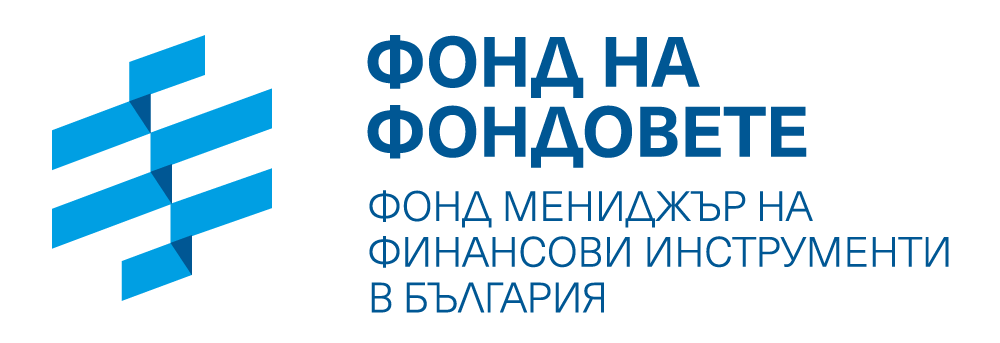 ФОНД НА
ФОНДОВЕТЕ
ФОНД МЕНИДЖЪР НА
ФИНАНСОВИ ИНСТРУМЕНТИ
В БЪЛГАРИЯ